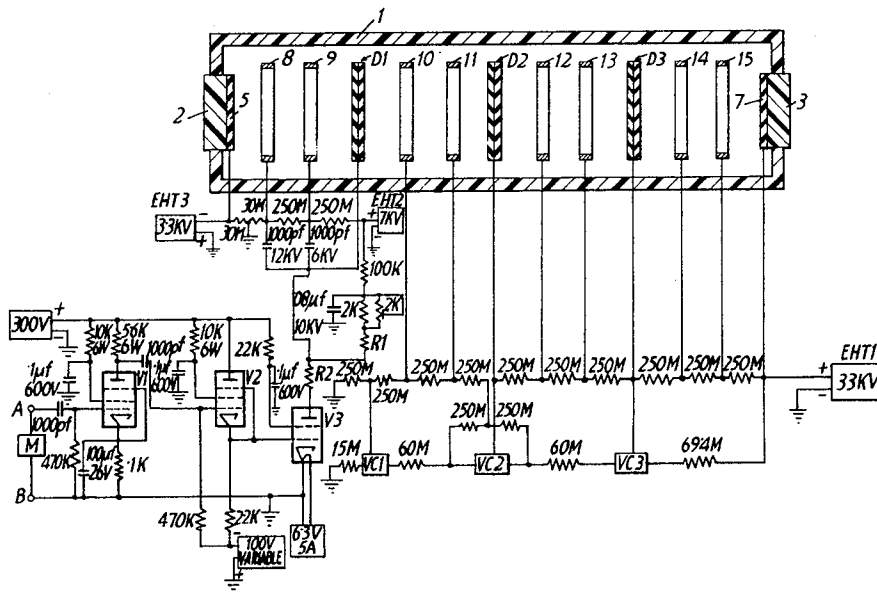 1
8 9 D1 10 11 D2 12 13 D3 14 15
2 5 7 3
EHT3
33KV
- +
30M 250M 250M
30M
1000pf 1000pf
12KV 6KV
EHT2
7KV
+ -
100K
·08µf
10KV
2K 2K
R1
300V
+ -
10K
6W
56K
6W
1000pf
10K
6W
22K
·1µf
600V
·1µf
600V
·1µf
600V
R2
V1 V2 V3
A
1000pf
M
B
470K
100µf
26V
·1K
470K
22K
100V
VARIABLE
- +
6·3V
5A
250M 250M 250M 250M 250M 250M 250M 250M 250M 250M
250M 250M
15M VC1 60M VC2 60M VC3 694M
EHT1
33KV
+ -